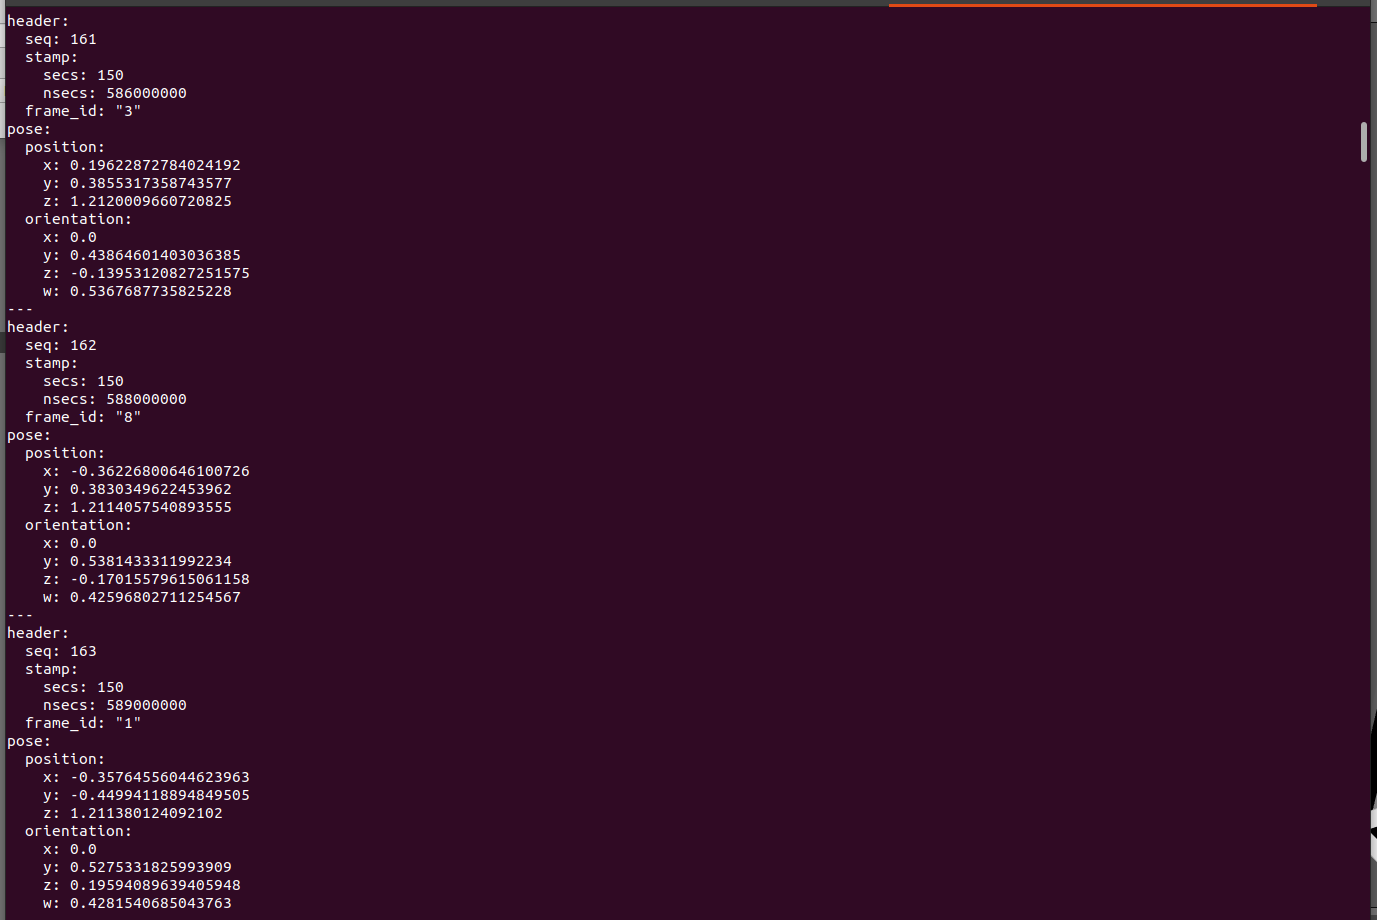 header:
  seq: 161
  stamp:
    secs: 150
    nsecs: 586000000
  frame_id: "3"
pose:
  position:
    x: 0.19622872784024192
    y: 0.3855317358743577
    z: 1.2120009660720825
  orientation:
    x: 0.0
    y: 0.43864601403036385
    z: -0.13953120827251575
    w: 0.5367687735825228
---
header:
  seq: 162
  stamp:
    secs: 150
    nsecs: 588000000
  frame_id: "8"
pose:
  position:
    x: -0.36226800646100726
    y: 0.3830349622453962
    z: 1.2114057540893555
  orientation:
    x: 0.0
    y: 0.5381433311992234
    z: -0.17015579615061158
    w: 0.42596802711254567
---
header:
  seq: 163
  stamp:
    secs: 150
    nsecs: 589000000
  frame_id: "1"
pose:
  position:
    x: -0.35764556044623963
    y: -0.44994118894849505
    z: 1.211380124092102
  orientation:
    x: 0.0
    y: 0.5275331825993909
    z: 0.19594089639405948
    w: 0.4281540685043763